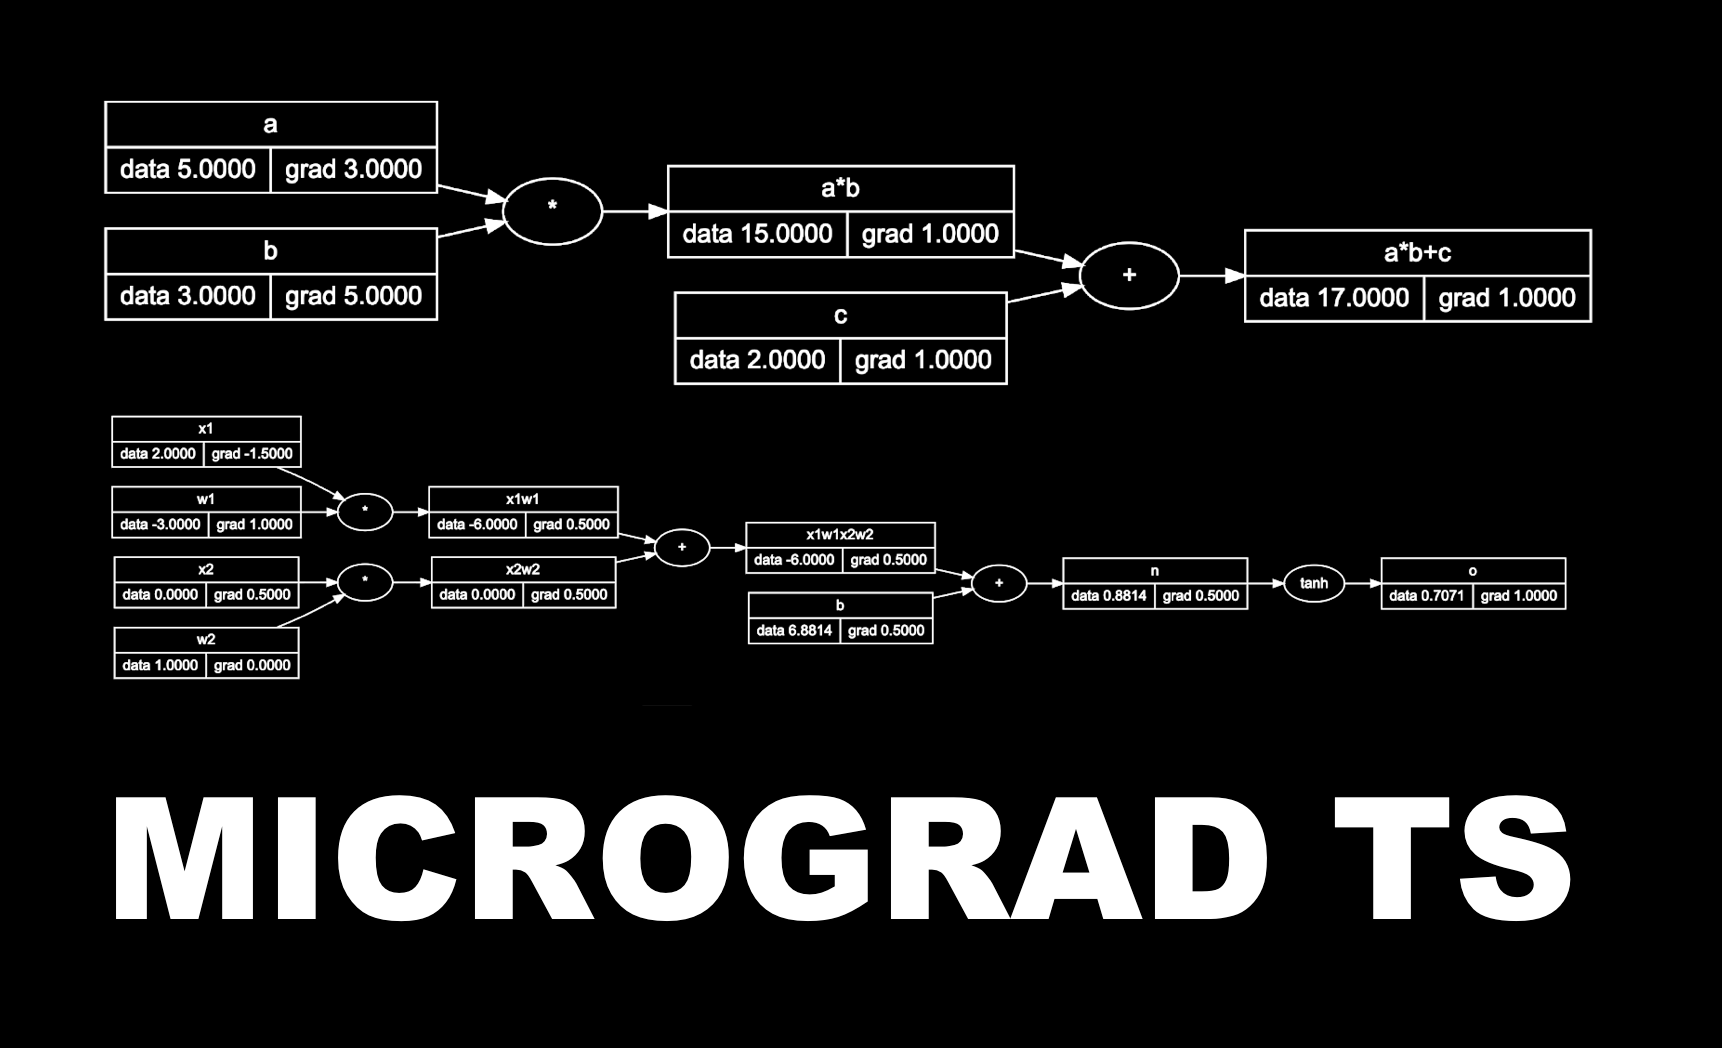 a
data 5.0000 grad 3.0000
b
data 3.0000 grad 5.0000
*
a*b
data 15.0000 grad 1.0000
c
data 2.0000 grad 1.0000
+
a*b+c
data 17.0000 grad 1.0000
x1
data 2.0000 grad -1.5000
w1
data -3.0000 grad 1.0000
x2
data 0.0000 grad 0.5000
w2
data 1.0000 grad 0.0000
*
*
x1w1
data -6.0000 grad 0.5000
x2w2
data 0.0000 grad 0.5000
+
x1w1x2w2
data -6.0000 grad 0.5000
b
data 6.8814 grad 0.5000
+
n
data 0.8814 grad 0.5000
tanh
o
data 0.7071 grad 1.0000
MICROGRAD TS